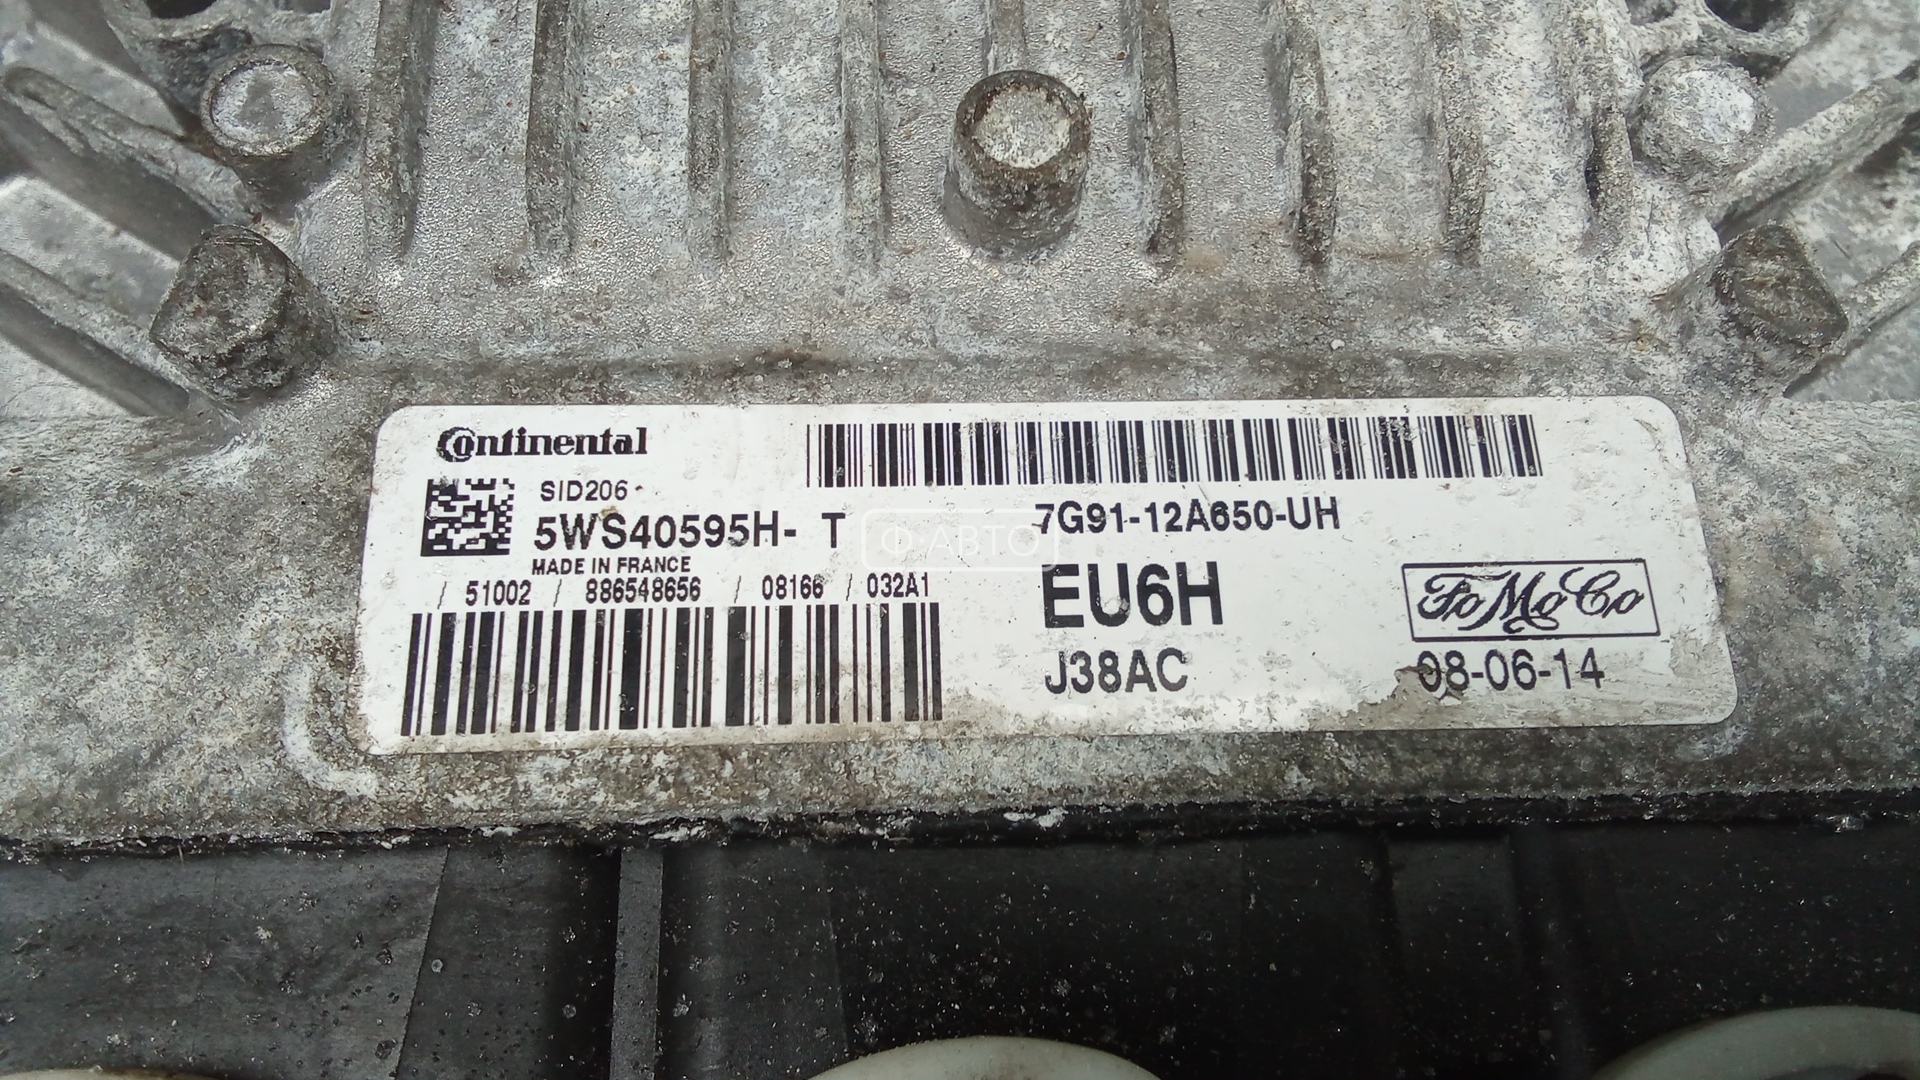 Continental
SID206
5WS40595H- T
MADE IN FRANCE
/ 51002 / 886548656 / 08166 / 032A1
7G91-12A650-UH
EU6H
J38AC
FoMoCo
08-06-14
Ф-АВТО